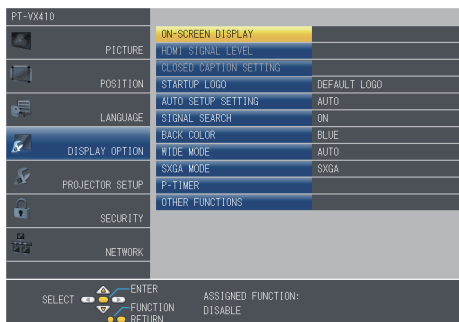 PT-VX410
PICTURE
POSITION
LANGUAGE
DISPLAY OPTION
PROJECTOR SETUP
SECURITY
NETWORK
ON-SCREEN DISPLAY
HDMI SIGNAL LEVEL
CLOSED CAPTION SETTING
STARTUP LOGO DEFAULT LOGO
AUTO SETUP SETTING AUTO
SIGNAL SEARCH ON
BACK COLOR BLUE
WIDE MODE AUTO
SXGA MODE SXGA
P-TIMER
OTHER FUNCTIONS
SELECT
ENTER
FUNCTION
RETURN
ASSIGNED FUNCTION:
DISABLE